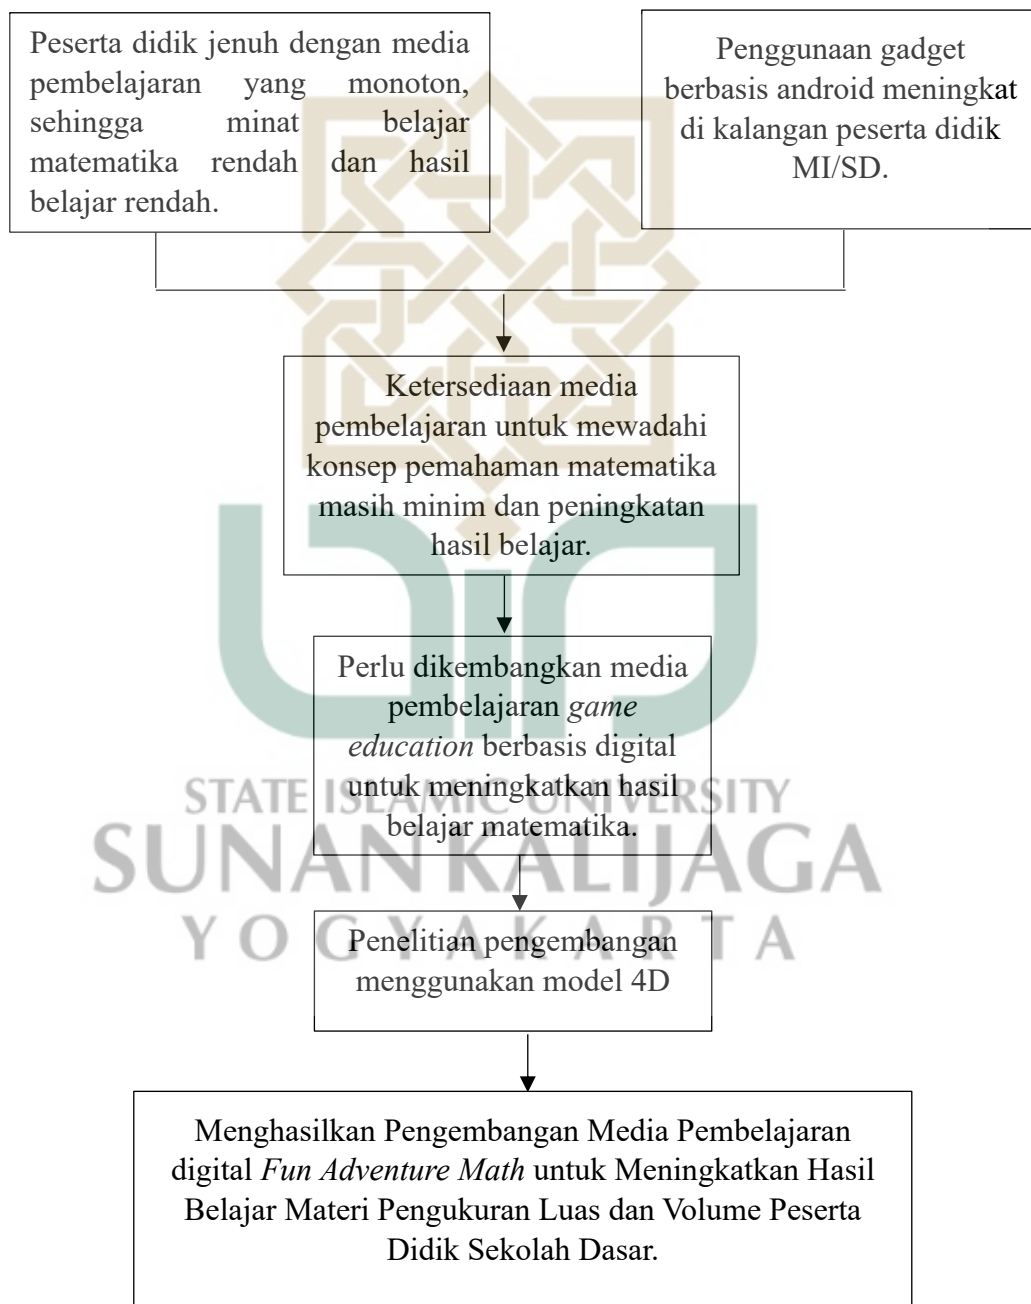 Peserta didik jenuh dengan media
pembelajaran yang monoton,
sehingga minat belajar
matematika rendah dan hasil
belajar rendah.
Penggunaan gadget
berbasis android meningkat
di kalangan peserta didik
MI/SD.
Ketersediaan media
pembelajaran untuk mewadahi
konsep pemahaman matematika
masih minim dan peningkatan
hasil belajar.
Perlu dikembangkan media
pembelajaran game
education berbasis digital
untuk meningkatkan hasil
belajar matematika.
STATE ISLAMIC UNIVERSITY
SUNAN KALIJAGA
YOGYAKARTA
Penelitian pengembangan
menggunakan model 4D
Menghasilkan Pengembangan Media Pembelajaran
digital Fun Adventure Math untuk Meningkatkan Hasil
Belajar Materi Pengukuran Luas dan Volume Peserta
Didik Sekolah Dasar.